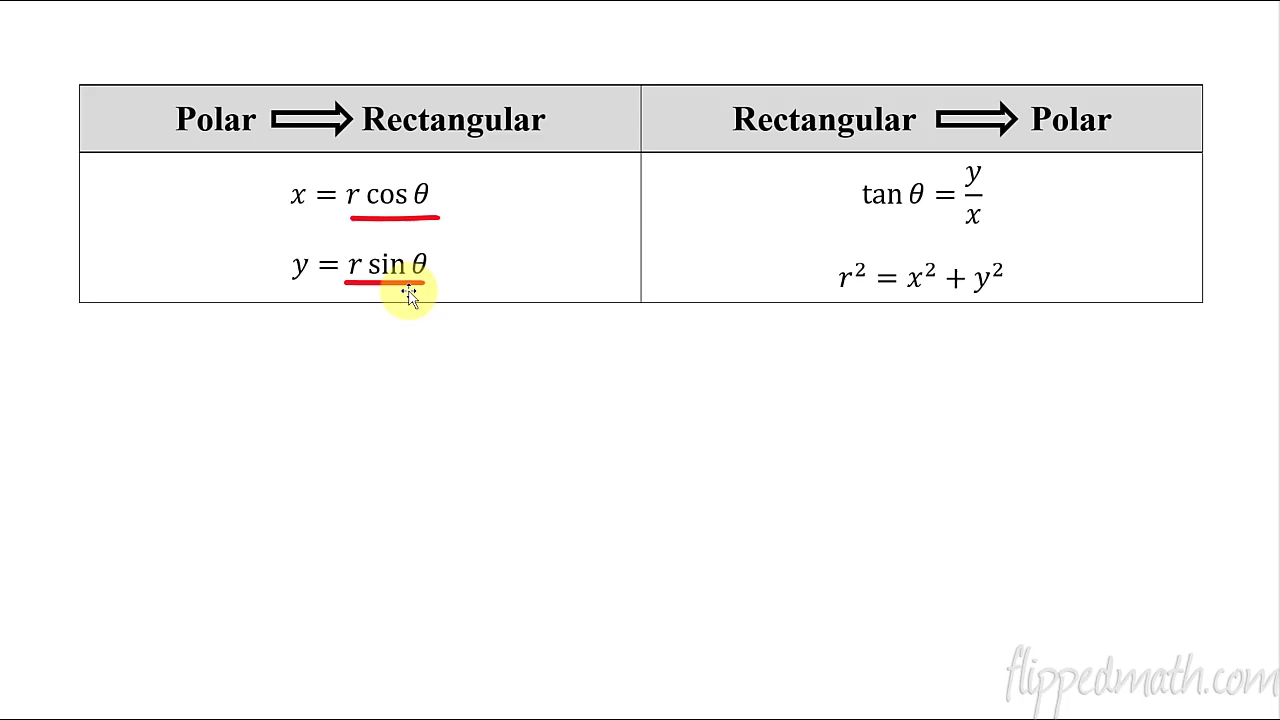 Polar ⇒ Rectangular
x = r cos θ
y = r sin θ
Rectangular ⇒ Polar
tan θ = y/x
r² = x² + y²
flippedmath.com